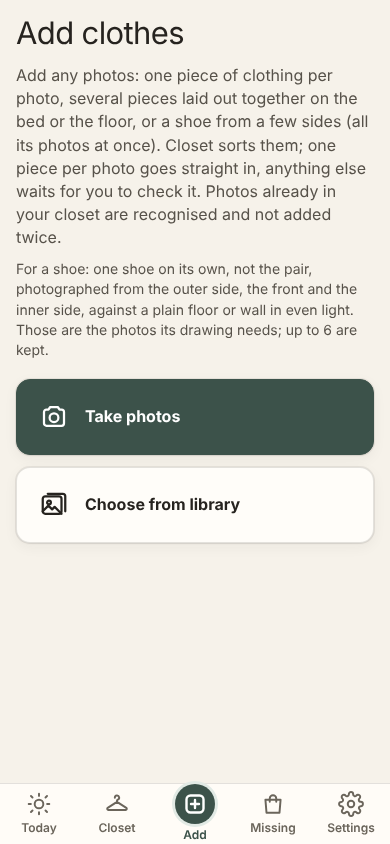 Add clothes
Add any photos: one piece of clothing per
photo, several pieces laid out together on the
bed or the floor, or a shoe from a few sides (all
its photos at once). Closet sorts them; one
piece per photo goes straight in, anything else
waits for you to check it. Photos already in
your closet are recognised and not added
twice.
For a shoe: one shoe on its own, not the pair,
photographed from the outer side, the front and the
inner side, against a plain floor or wall in even light.
Those are the photos its drawing needs; up to 6 are
kept.
Take photos
Choose from library
Today
Closet
Add
Missing
Settings